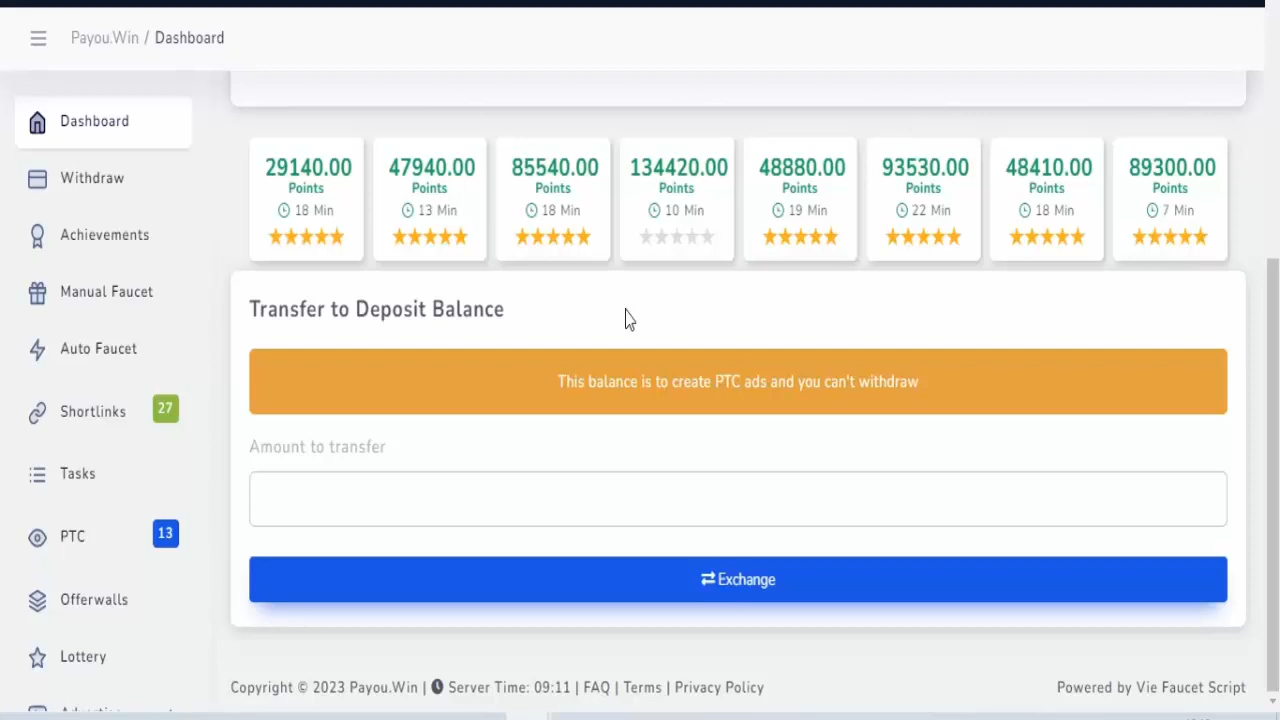 Payou.Win / Dashboard
Dashboard
Withdraw
Achievements
Manual Faucet
Auto Faucet
Shortlinks 27
Tasks
PTC 13
Offerwalls
Lottery
29140.00 47940.00 85540.00 134420.00 48880.00 93530.00 48410.00 89300.00
Points Points Points Points Points Points Points Points
18 Min 13 Min 18 Min 10 Min 19 Min 22 Min 18 Min 7 Min
Transfer to Deposit Balance
This balance is to create PTC ads and you can't withdraw
Amount to transfer
Exchange
Copyright © 2023 Payou.Win | Server Time: 09:11 | FAQ | Terms | Privacy Policy
Powered by Vie Faucet Script